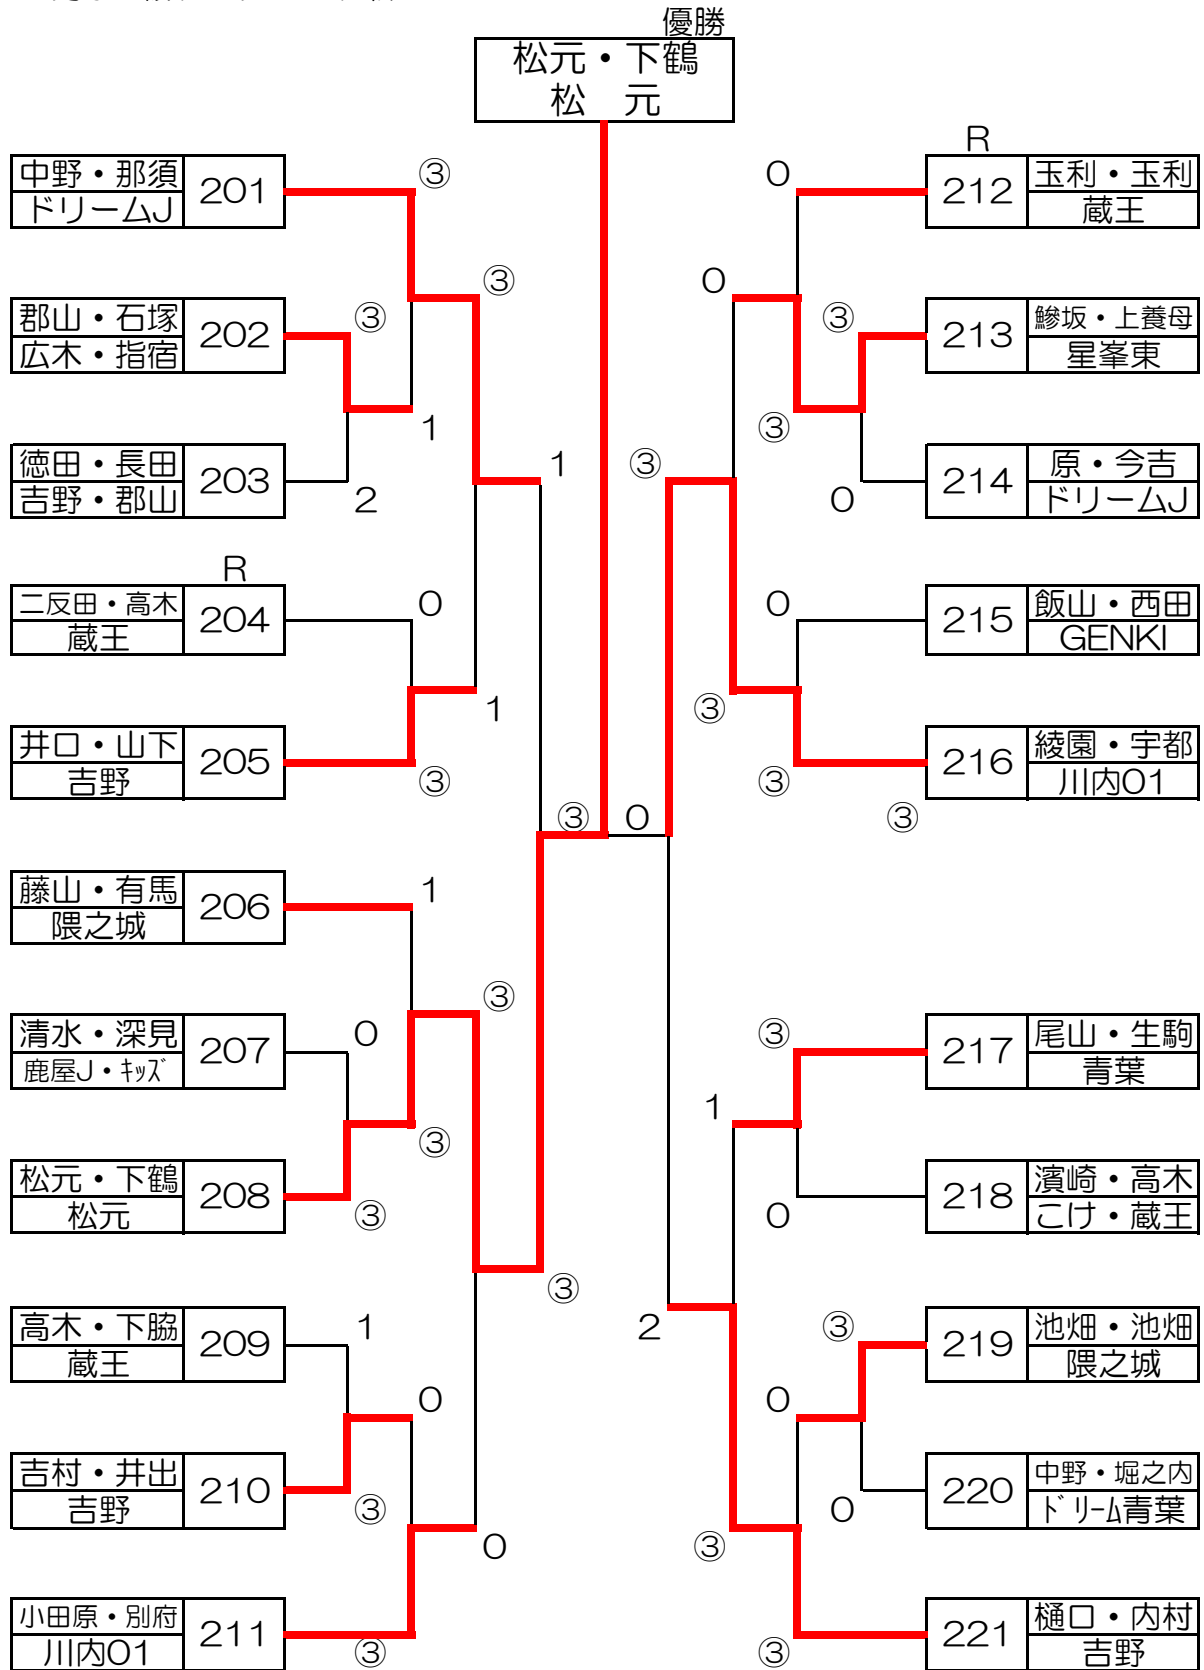 優勝
松元・下鶴
松　元
中野・那須
ドリームJ
201
③
郡山・石塚
広木・指宿
202
③
③
1
徳田・長田
吉野・郡山
203
2
1
R
二反田・高木
蔵王
204
0
井口・山下
吉野
205
1
③
③
0
藤山・有馬
隈之城
206
1
③
清水・深見
鹿屋J・キッズ
207
0
③
松元・下鶴
松元
208
③
③
高木・下脇
蔵王
209
1
0
吉村・井出
吉野
210
③
0
小田原・別府
川内01
211
③
R
0
212
玉利・玉利
蔵王
0
③
213
鰺坂・上養母
星峯東
③
③
0
214
原・今吉
ドリームJ
0
215
飯山・西田
GENKI
③
③
③
216
綾園・宇都
川内01
③
217
尾山・生駒
青葉
1
0
218
濱崎・高木
こけ・蔵王
2
③
219
池畑・池畑
隈之城
0
0
220
中野・堀之内
ドリーム青葉
③
③
221
樋口・内村
吉野